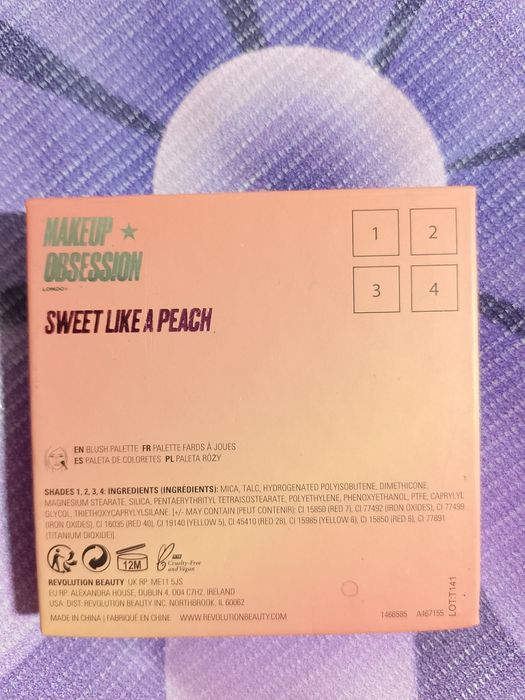 MAKEUP
OBSESSION
LONDON
SWEET LIKE A PEACH
1 2
3 4
EN BLUSH PALETTE FR PALETTE FARDS À JOUES
ES PALETA DE COLORETES PL PALETA RÓŻY
SHADES 1, 2, 3, 4: INGREDIENTS (INGRÉDIENTS): MICA, TALC, HYDROGENATED POLYISOBUTENE, DIMETHICONE,
MAGNESIUM STEARATE, SILICA, PENTAERYTHRITYL TETRAISOSTEARATE, POLYETHYLENE, PHENOXYETHANOL, PTFE, CAPRYLYL
GLYCOL, TRIETHOXYCAPRYLYLSILANE. [+/- MAY CONTAIN (PEUT CONTENIR): CI 15850 (RED 7), CI 77492 (IRON OXIDES), CI 77499
(IRON OXIDES), CI 16035 (RED 40), CI 19140 (YELLOW 5), CI 45410 (RED 28), CI 15985 (YELLOW 6), CI 15850 (RED 6), CI 77891
(TITANIUM DIOXIDE)].
12M
Cruelty-Free
and Vegan
REVOLUTION BEAUTY UK RP: ME11 5JS
EU RP: ALEXANDRA HOUSE, DUBLIN 4, D04 C7H2, IRELAND
USA: DIST: REVOLUTION BEAUTY INC. NORTHBROOK, IL 60062
MADE IN CHINA | FABRIQUÉ EN CHINE WWW.REVOLUTIONBEAUTY.COM
1466585 A467155
LOT:T141